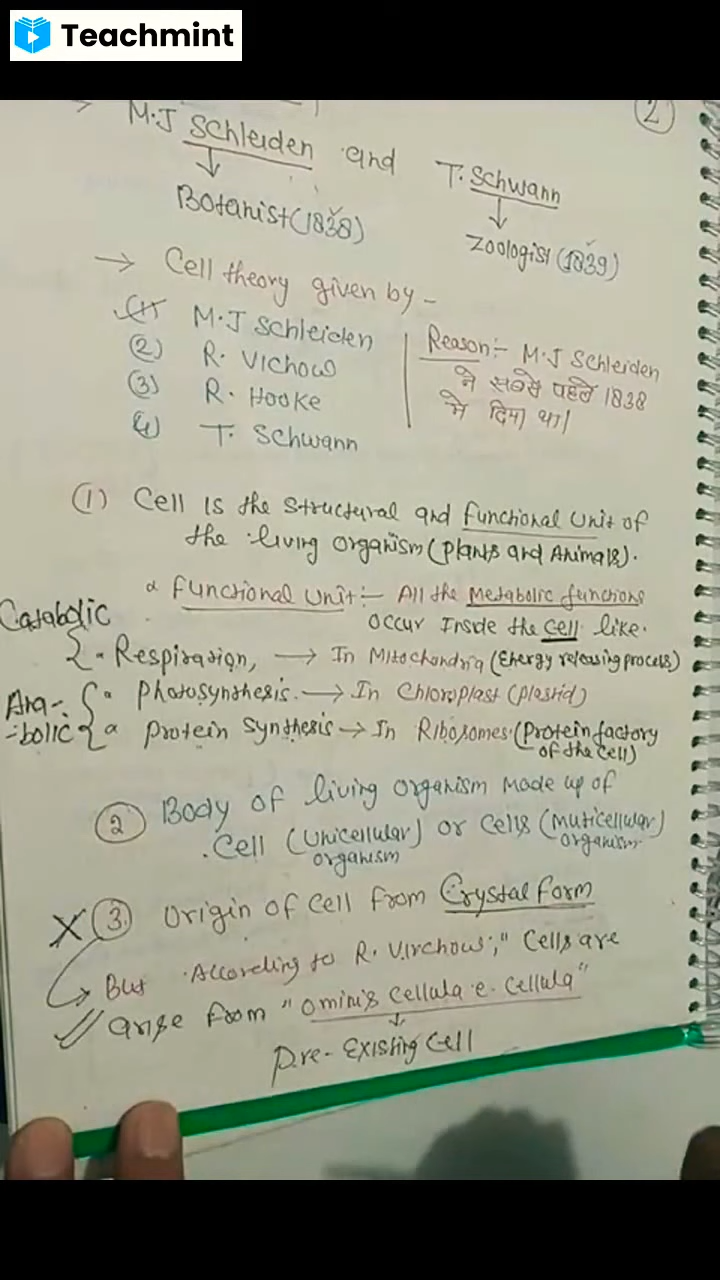 Teachmint
2
→ M.J Schleiden and T. Schwann
Botanist (1838)
Zoologist (1839)
→ Cell theory given by -
(1) M.J Schleiden
(2) R. Vichow
(3) R. Hooke
(4) T. Schwann
Reason:- M.J Schleiden
ने सबसे पहले 1838
मे दिया था।
(1) Cell is the structural and functional unit of
the living organism (plants and Animals).
Functional unit:- All the Metabolic functions
occur Inside the cell like.
Catabolic
Respiration, → In Mitochondria (Energy releasing process)
Ana-
-bolic
Photosynthesis. → In Chloroplast (plastid)
Protein synthesis → In Ribosomes (Protein factory
of the cell)
2 Body of living organism made up of
Cell (unicellular) or cells (muticellular)
organism organism
X 3 Origin of cell from Crystal form
But According to R. Virchow; "Cells are
arise from "Ominis cellula e. cellula"
pre-Existing cell